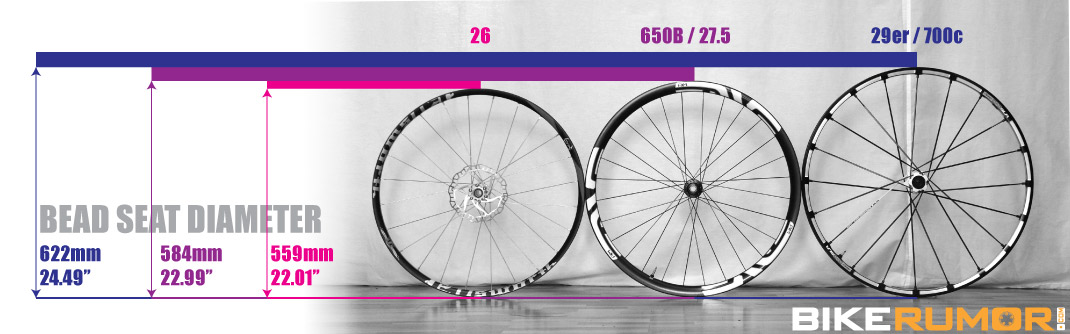 26
650B / 27.5
29er / 700c
BEAD SEAT DIAMETER
622mm
24.49”
584mm
22.99”
559mm
22.01”
BIKERUMOR!
.COM